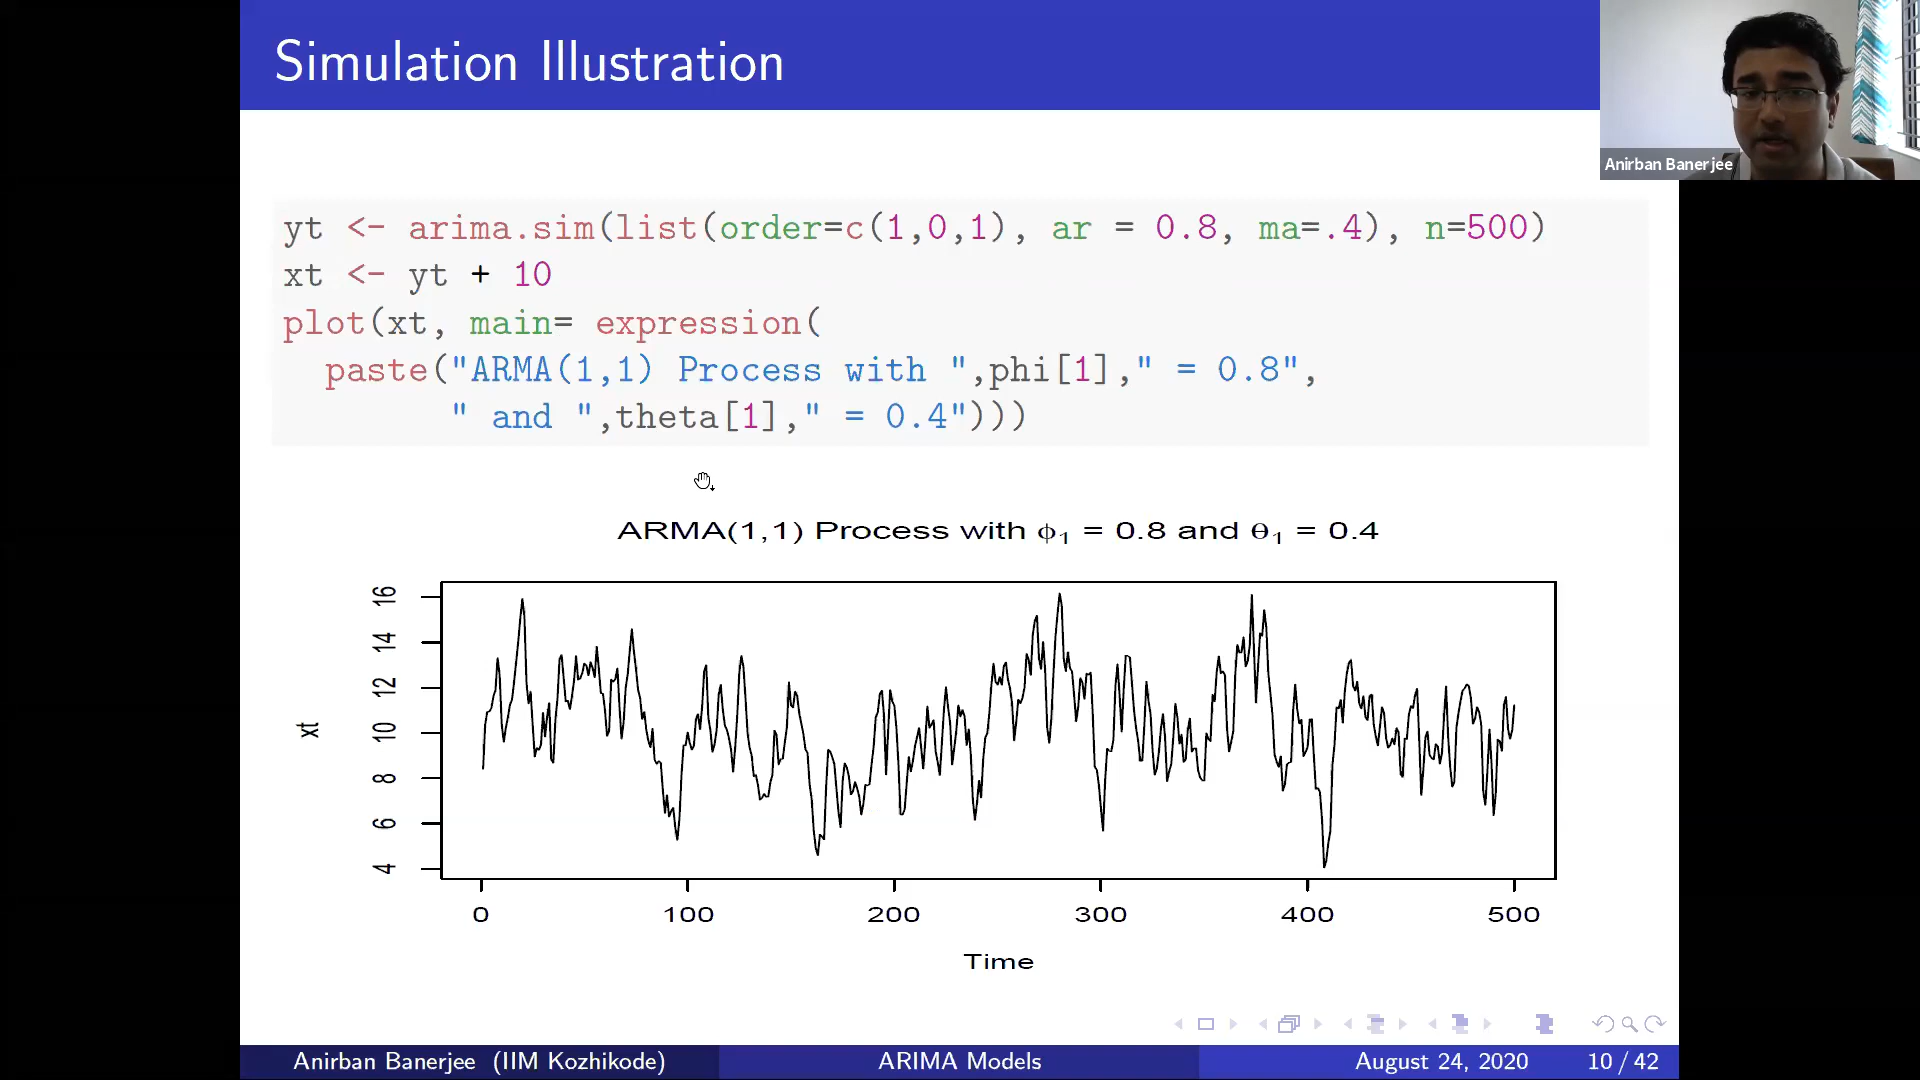 Simulation Illustration
Anirban Banerjee
yt <- arima.sim(list(order=c(1,0,1), ar = 0.8, ma=.4), n=500)
xt <- yt + 10
plot(xt, main= expression(
paste("ARMA(1,1) Process with ",phi[1]," = 0.8",
" and ",theta[1]," = 0.4")))
ARMA(1,1) Process with ϕ₁ = 0.8 and θ₁ = 0.4
16
14
12
10
8
6
4
xt
0 100 200 300 400 500
Time
Anirban Banerjee (IIM Kozhikode) ARIMA Models August 24, 2020 10 / 42